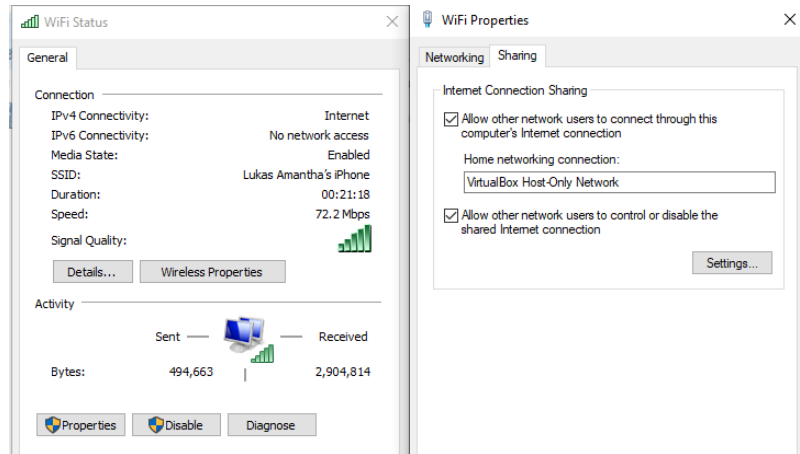 WiFi Status
General
Connection
IPv4 Connectivity: Internet
IPv6 Connectivity: No network access
Media State: Enabled
SSID: Lukas Amantha's iPhone
Duration: 00:21:18
Speed: 72.2 Mbps
Signal Quality:
Details... Wireless Properties
Activity
Sent Received
Bytes: 494,663 2,904,814
Properties Disable Diagnose
WiFi Properties
Networking Sharing
Internet Connection Sharing
Allow other network users to connect through this
computer's Internet connection
Home networking connection:
VirtualBox Host-Only Network
Allow other network users to control or disable the
shared Internet connection
Settings...